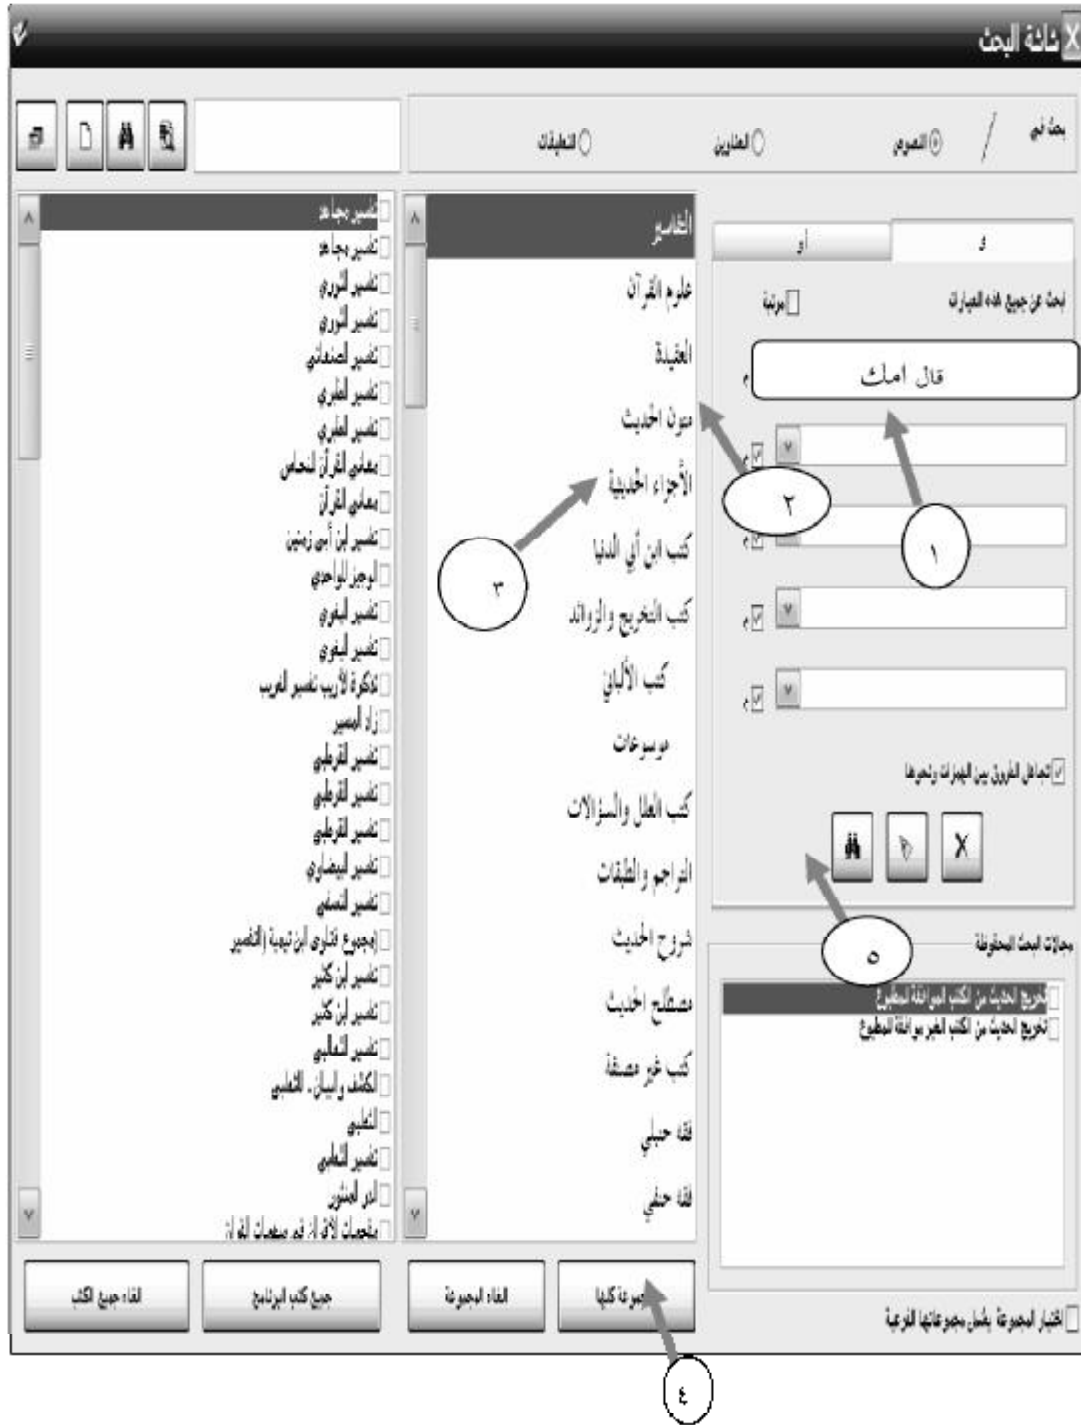 شاشة البحث
بحث في
النصوص
العناوين
التعليقات
و
أو
ابحث عن جميع هذه العبارات
مرتبة
قال امك
م
م
م
م
م
تجاهل الفروق بين الهمزات ونحوها
مجالات البحث المحفوظة
تخريج الحديث من الكتب الموافقة للمطبوع
تخريج الحديث من الكتب الغير موافقة للمطبوع
اختيار المجموعة يشمل مجموعاتها الفرعية
التفاسير
علوم القرآن
العقيدة
متون الحديث
الأجزاء الحديثية
كتب ابن أبي الدنيا
كتب التخريج والزوائد
كتب الألباني
موسوعات
كتب العلل والسؤالات
التراجم والطبقات
شروح الحديث
مصطلح الحديث
كتب غير مصنفة
فقه حنبلي
فقه حنفي
كلها
الغاء المجموعة
تفسير مجاهد
تفسير مجاهد
تفسير الثوري
تفسير الثوري
تفسير الصنعاني
تفسير الطبري
تفسير الطبري
معاني القرآن للنحاس
معاني القرآن
تفسير ابن أبي زمنين
الوجيز للواحدي
تفسير البغوي
تفسير البغوي
تذكرة الأريب تفسير الغريب
زاد المسير
تفسير القرطبي
تفسير القرطبي
تفسير القرطبي
تفسير البيضاوي
تفسير النسفي
(مجموع فتاوى ابن تيمية (التفسير
تفسير ابن كثير
تفسير ابن كثير
تفسير الثعالبي
الكشف والبيان ـ الثعلبي
الثعلبي
تفسير الثعلبي
الدر المنثور
جميع كتب البرنامج
الغاء جميع الكتب
١
٢
٣
٤
٥